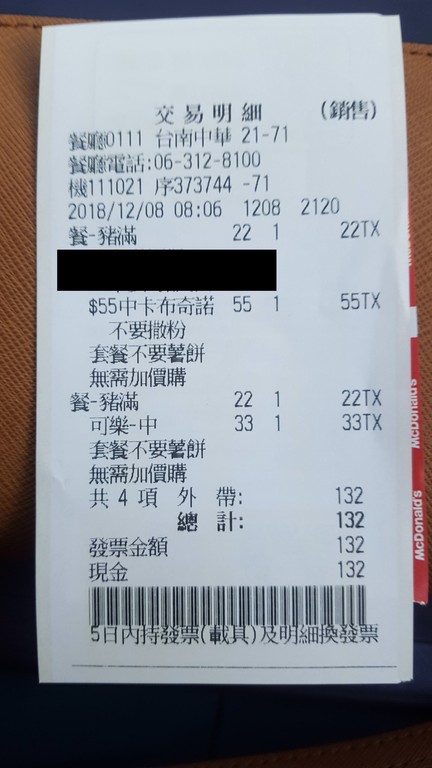 交易明細 (銷售)
餐廳0111 台南中華 21-71
餐廳電話:06-312-8100
機111021 序373744 -71
2018/12/08 08:06 1208 2120
餐-豬滿 22 1 22TX
$55中卡布奇諾 55 1 55TX
不要撒粉
套餐不要薯餅
無需加價購
餐-豬滿 22 1 22TX
可樂-中 33 1 33TX
套餐不要薯餅
無需加價購
共 4 項 外 帶: 132
總 計: 132
發票金額 132
現金 132
5日內持發票(載具)及明細換發票
McDonald's
McDonald's